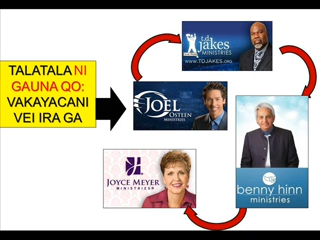 TALATALA NI
GAUNA QO:
VAKAYACANI
VEI IRA GA
t.d.
jakes
MINISTRIES
WWW.TDJAKES.ORG
JOEL
OSTEEN
MINISTRIES
JOYCE MEYER
MINISTRIES®
benny hinn
ministries